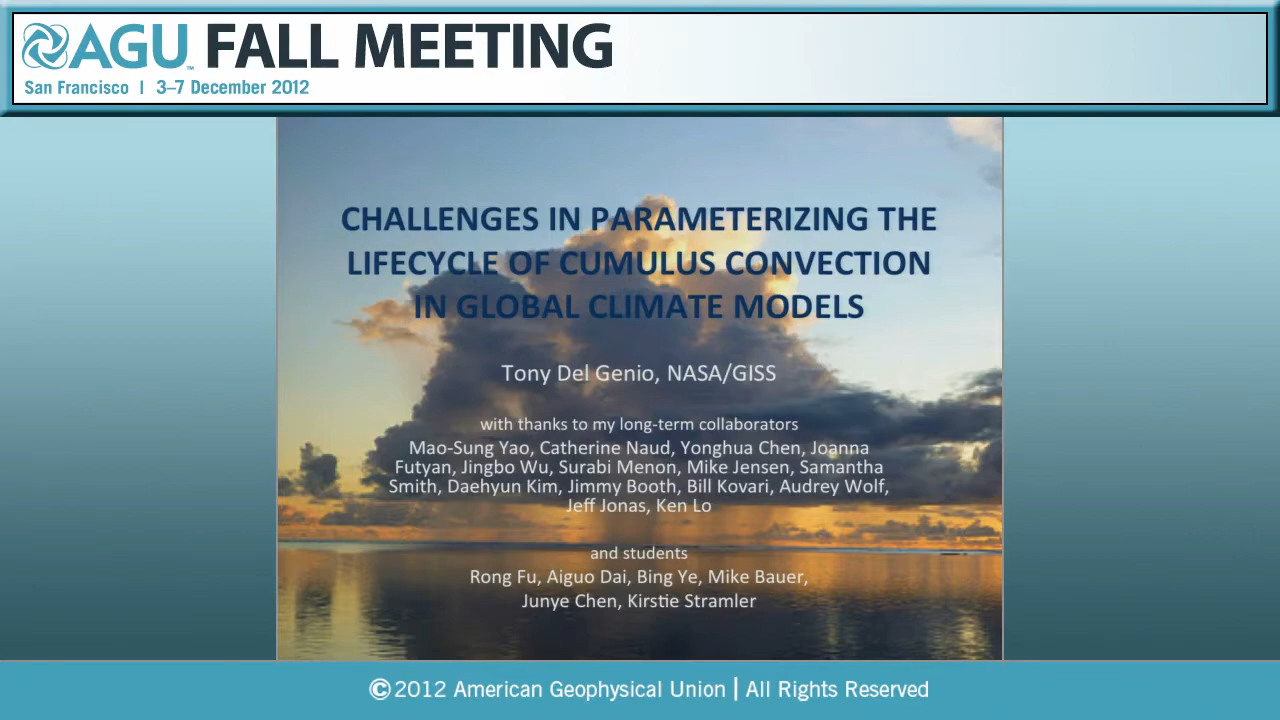 AGU™ FALL MEETING
San Francisco | 3–7 December 2012
CHALLENGES IN PARAMETERIZING THE
LIFECYCLE OF CUMULUS CONVECTION
IN GLOBAL CLIMATE MODELS
Tony Del Genio, NASA/GISS
with thanks to my long-term collaborators
Mao-Sung Yao, Catherine Naud, Yonghua Chen, Joanna
Futyan, Jingbo Wu, Surabi Menon, Mike Jensen, Samantha
Smith, Daehyun Kim, Jimmy Booth, Bill Kovari, Audrey Wolf,
Jeff Jonas, Ken Lo
and students
Rong Fu, Aiguo Dai, Bing Ye, Mike Bauer,
Junye Chen, Kirstie Stramler
©2012 American Geophysical Union | All Rights Reserved